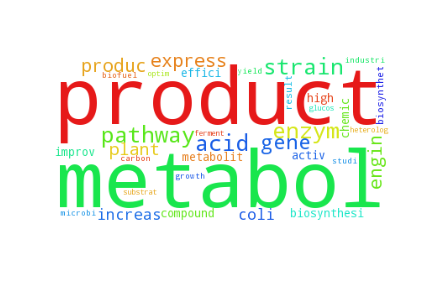 produc express strain industri
biofuel optim effici yield
product
result high glucos chemic biosynthet
pathway acid gene enzym heterolog
ferment
improv plant carbon metabolit activ studi engin
metabol
growth
substrat
microbi increas compound coli biosynthesi